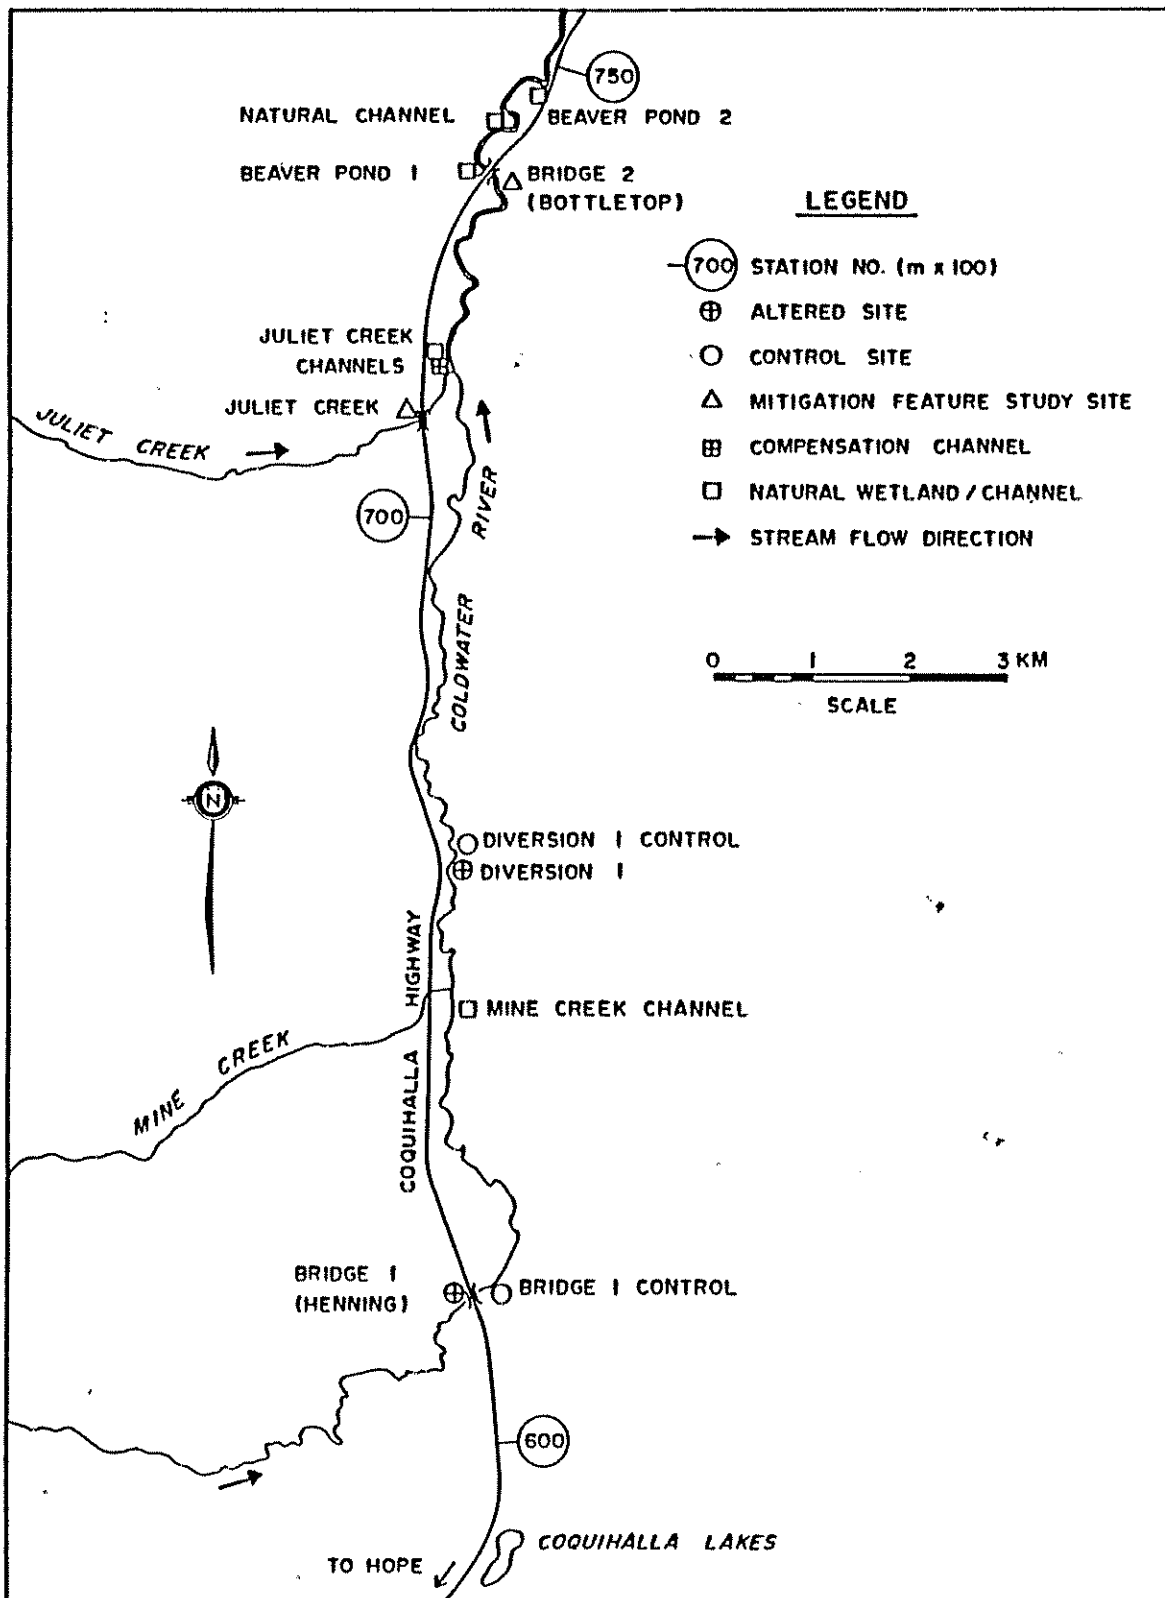 750
NATURAL CHANNEL
BEAVER POND 2
BEAVER POND 1
BRIDGE 2
(BOTTLETOP)
LEGEND
700 STATION NO. (m x 100)
ALTERED SITE
CONTROL SITE
MITIGATION FEATURE STUDY SITE
COMPENSATION CHANNEL
NATURAL WETLAND / CHANNEL
STREAM FLOW DIRECTION
JULIET CREEK
CHANNELS
JULIET CREEK
JULIET CREEK
700
COLDWATER RIVER
0 1 2 3 KM
SCALE
N
DIVERSION 1 CONTROL
DIVERSION 1
COQUIHALLA HIGHWAY
MINE CREEK CHANNEL
MINE CREEK
BRIDGE 1
(HENNING)
BRIDGE 1 CONTROL
600
COQUIHALLA LAKES
TO HOPE